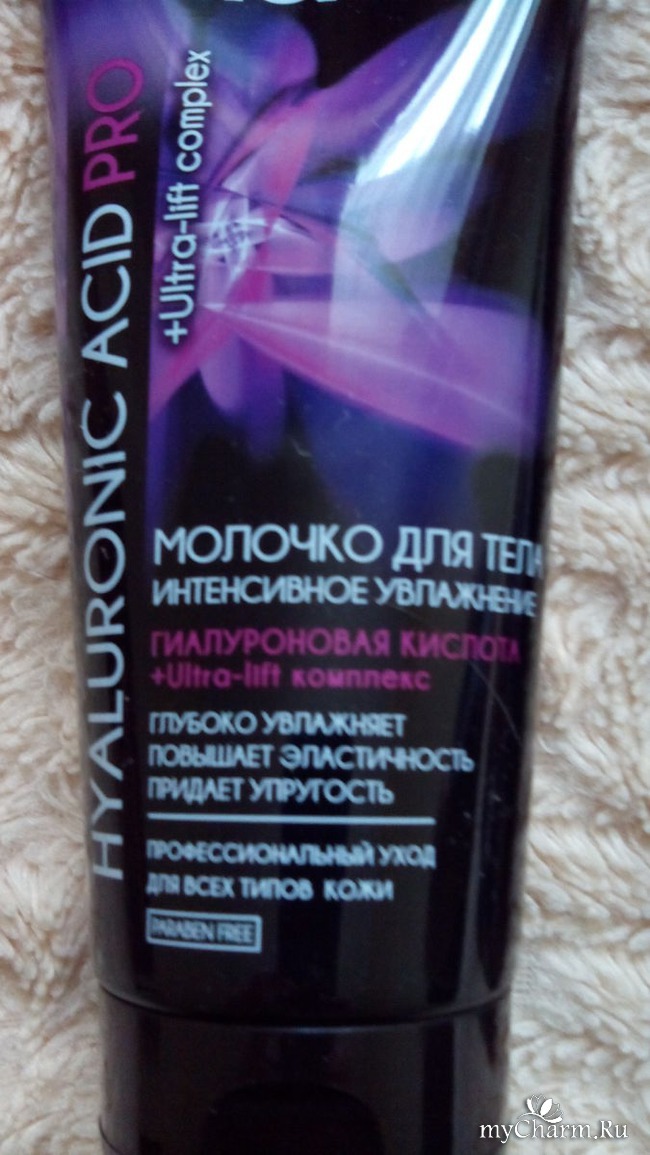 HYALURONIC ACID PRO
+Ultra-lift complex
МОЛОЧКО ДЛЯ ТЕЛА
ИНТЕНСИВНОЕ УВЛАЖНЕНИЕ
ГИАЛУРОНОВАЯ КИСЛОТА
+Ultra-lift комплекс
ГЛУБОКО УВЛАЖНЯЕТ
ПОВЫШАЕТ ЭЛАСТИЧНОСТЬ
ПРИДАЕТ УПРУГОСТЬ
ПРОФЕССИОНАЛЬНЫЙ УХОД
ДЛЯ ВСЕХ ТИПОВ КОЖИ
PARABEN FREE
myCharm.Ru